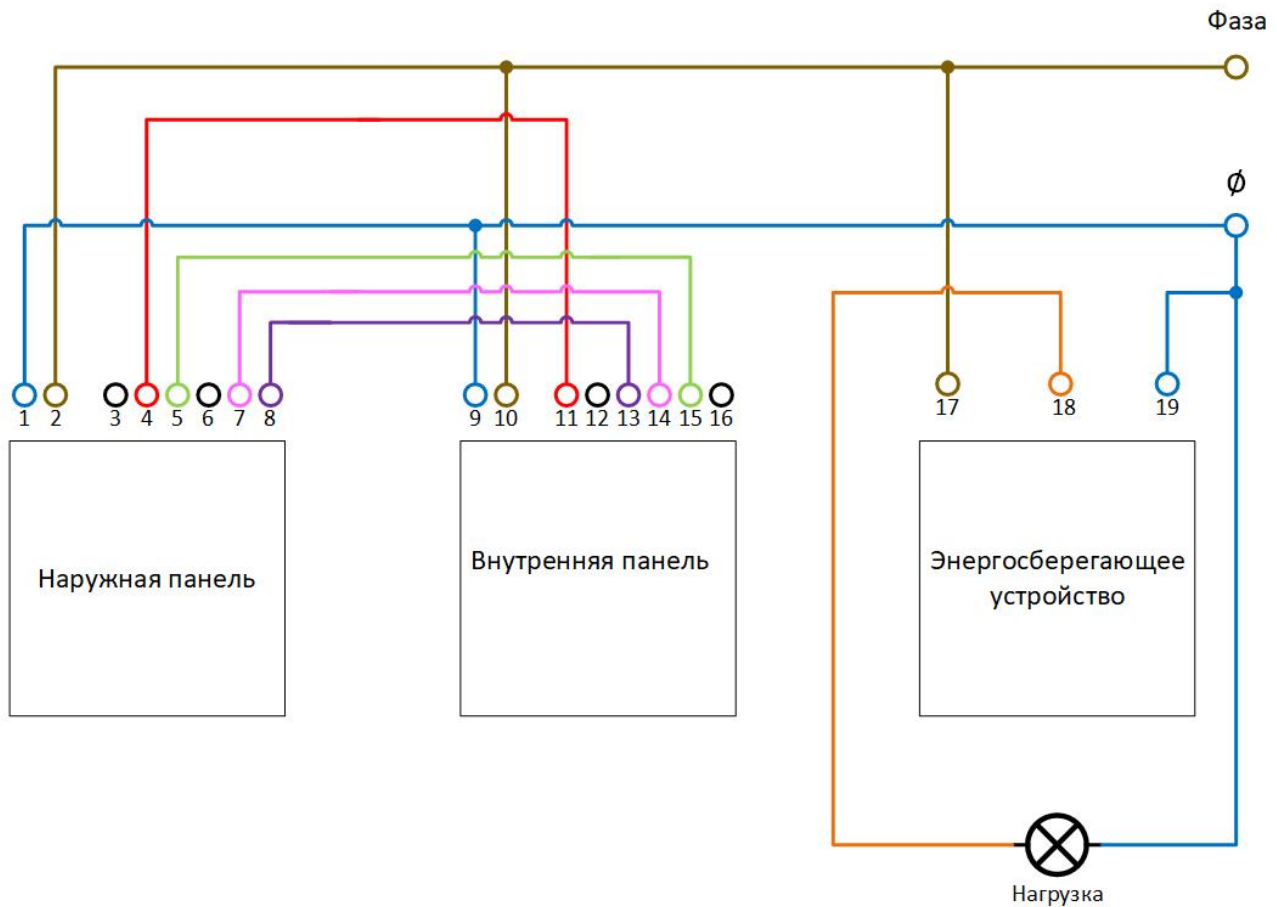 Фаза
ϕ
1 2 3 4 5 6 7 8 9 10 11 12 13 14 15 16 17 18 19
Наружная панель
Внутренняя панель
Энергосберегающее
устройство
Нагрузка